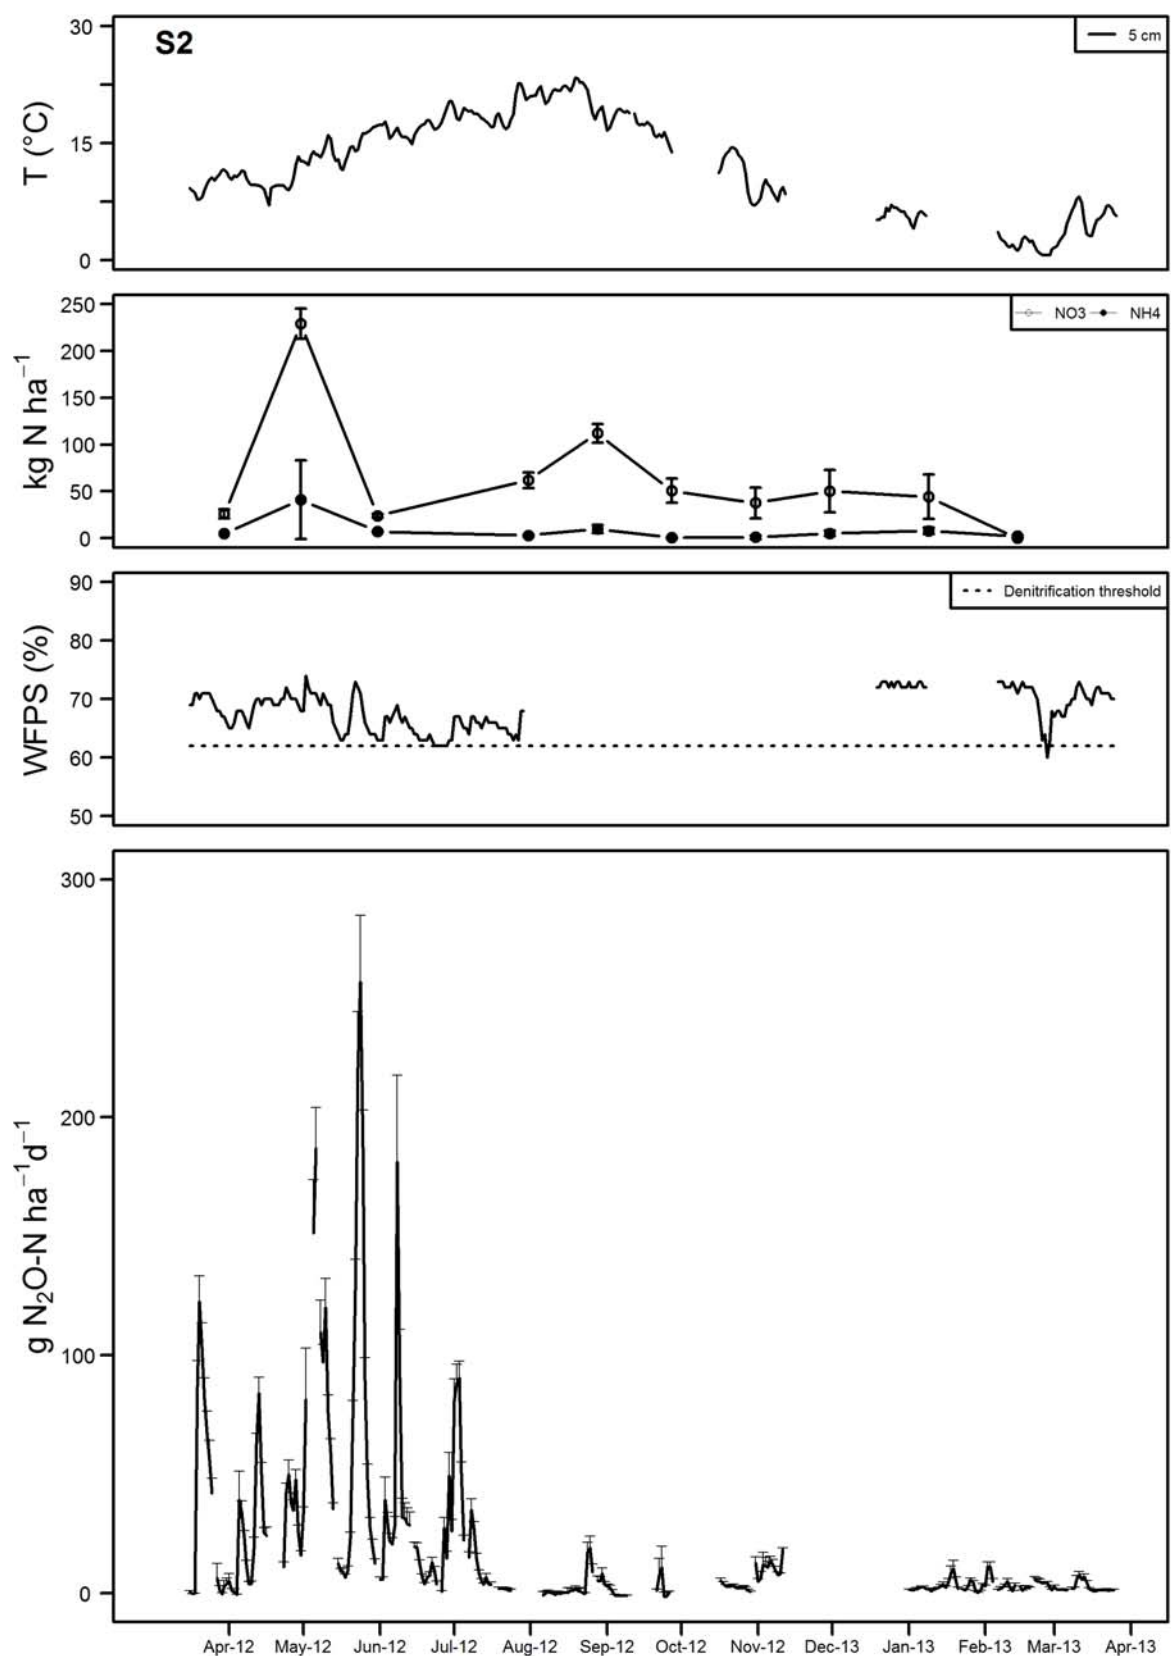 S2
5 cm
T (°C)
30
15
0
NO3 NH4
kg N ha⁻¹
250
200
150
100
50
0
Denitrification threshold
WFPS (%)
90
80
70
60
50
g N₂O-N ha⁻¹d⁻¹
300
200
100
0
Apr-12 May-12 Jun-12 Jul-12 Aug-12 Sep-12 Oct-12 Nov-12 Dec-13 Jan-13 Feb-13 Mar-13 Apr-13